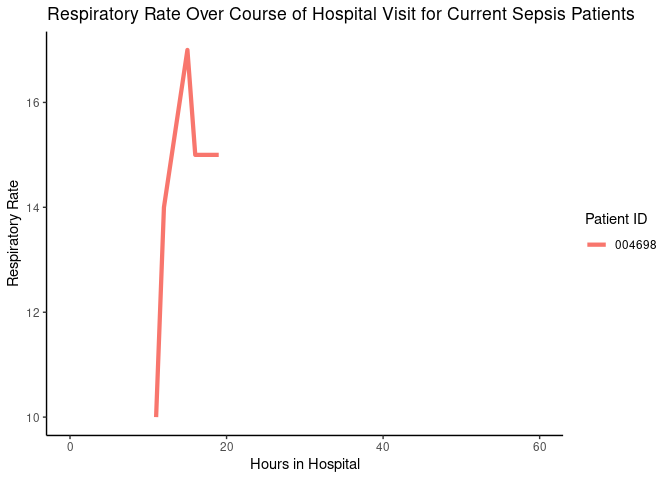 Respiratory Rate Over Course of Hospital Visit for Current Sepsis Patients
16
14
12
10
Respiratory Rate
0 20 40 60
Hours in Hospital
Patient ID
004698